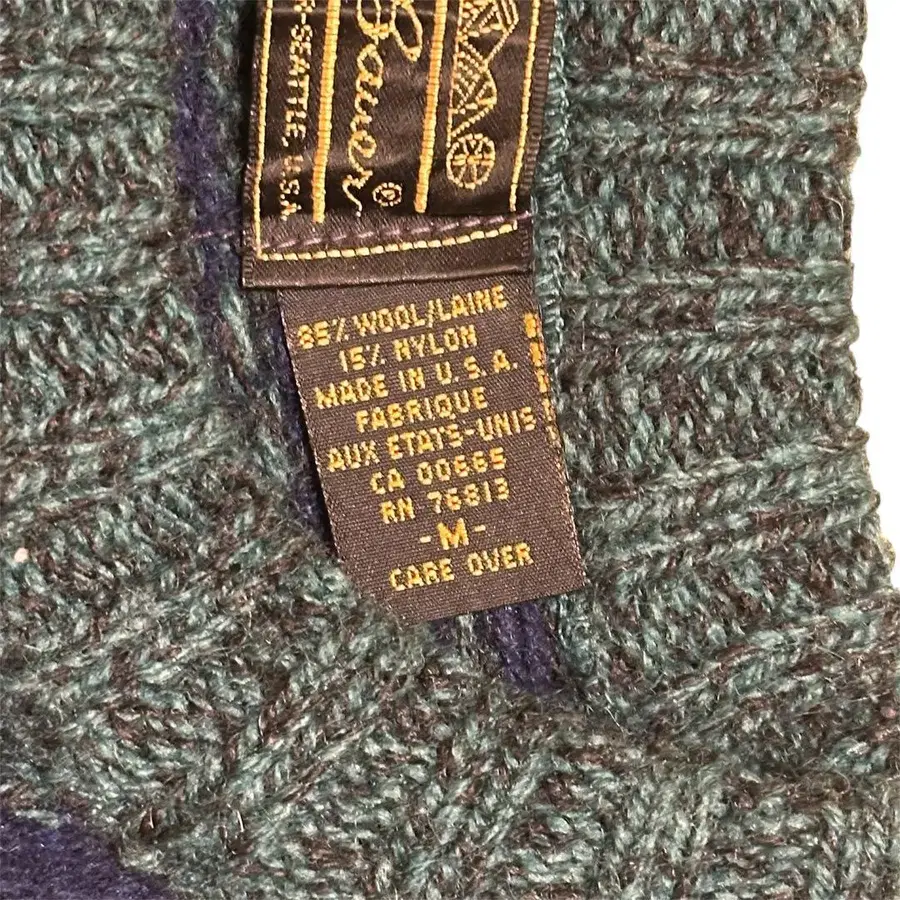 Bauer
©
R-SEATTLE, U.S.A.
85% WOOL/LAINE
15% NYLON
MADE IN U.S.A.
FABRIQUE
AUX ETATS-UNIS
CA 00665
RN 76813
-M-
CARE OVER